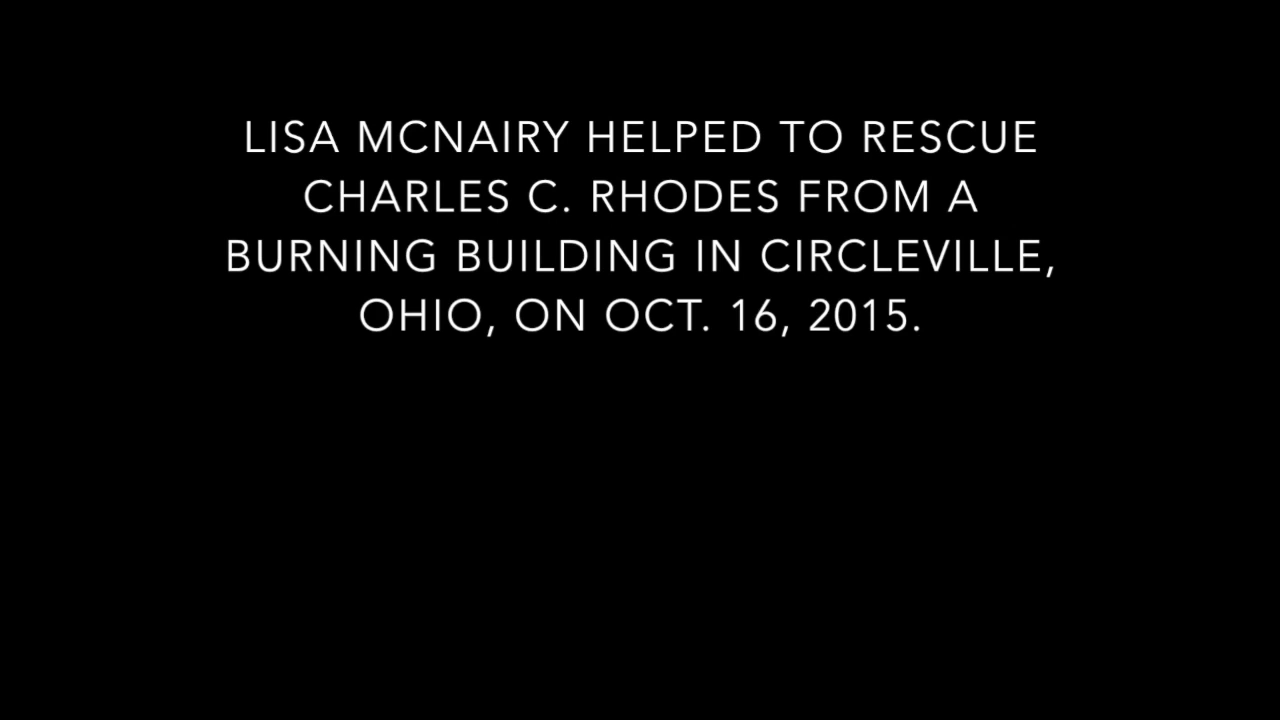 LISA MCNAIRY HELPED TO RESCUE
CHARLES C. RHODES FROM A
BURNING BUILDING IN CIRCLEVILLE,
OHIO, ON OCT. 16, 2015.